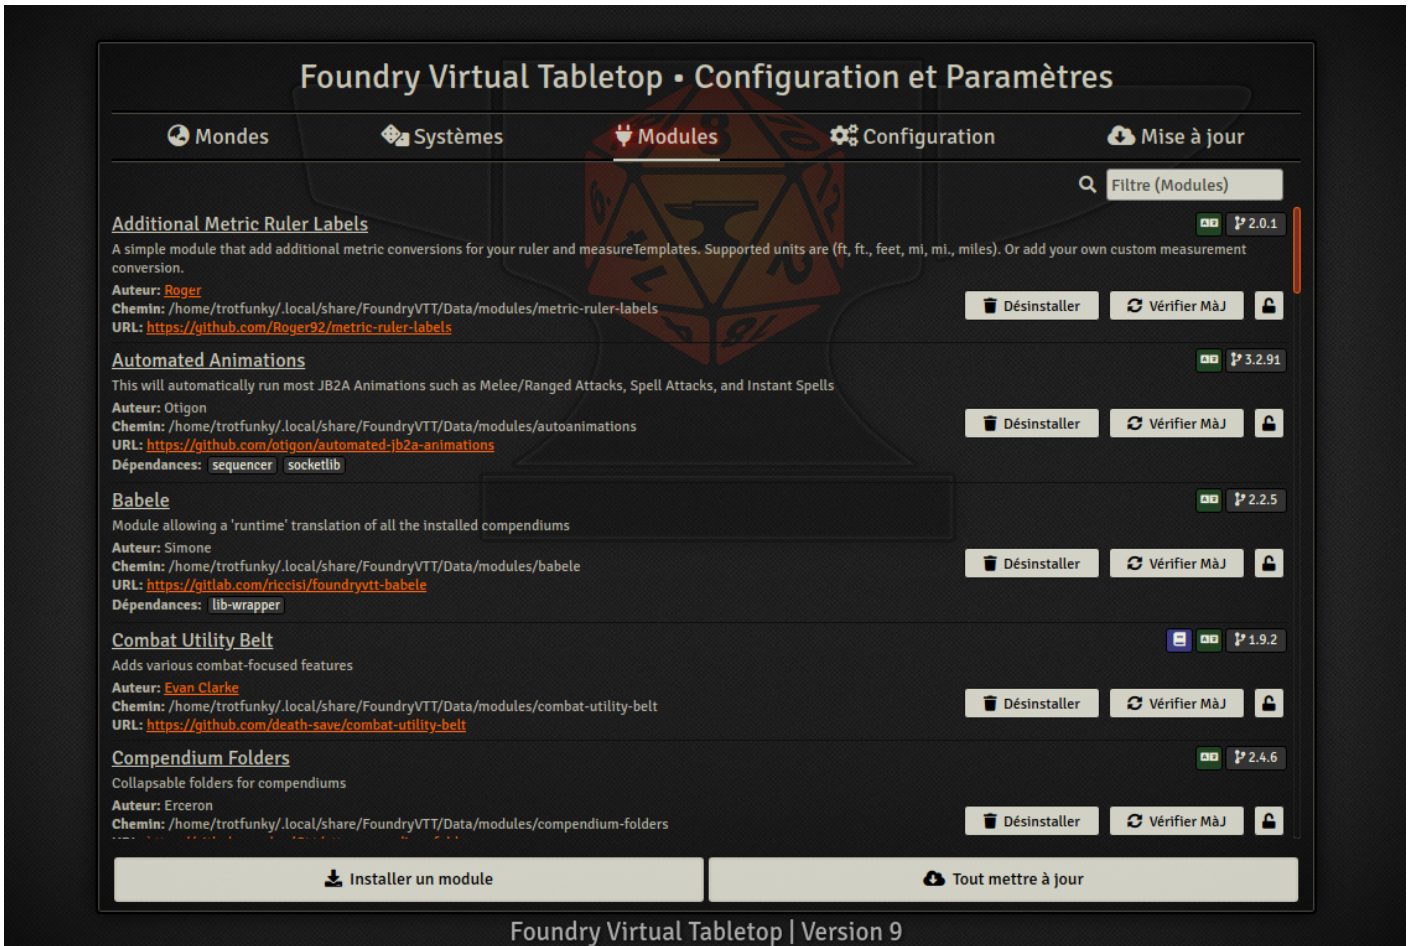 Foundry Virtual Tabletop • Configuration et Paramètres
Mondes Systèmes Modules Configuration Mise à jour
Filtre (Modules)
Additional Metric Ruler Labels 2.0.1
A simple module that add additional metric conversions for your ruler and measureTemplates. Supported units are (ft, ft., feet, mi, mi., miles). Or add your own custom measurement
conversion.
Auteur: Roger
Chemin: /home/trotfunky/.local/share/FoundryVTT/Data/modules/metric-ruler-labels Désinstaller Vérifier MàJ
URL: https://github.com/Roger92/metric-ruler-labels
Automated Animations 3.2.91
This will automatically run most JB2A Animations such as Melee/Ranged Attacks, Spell Attacks, and Instant Spells
Auteur: Otigon
Chemin: /home/trotfunky/.local/share/FoundryVTT/Data/modules/autoanimations Désinstaller Vérifier MàJ
URL: https://github.com/otigon/automated-jb2a-animations
Dépendances: sequencer socketlib
Babele 2.2.5
Module allowing a 'runtime' translation of all the installed compendiums
Auteur: Simone
Chemin: /home/trotfunky/.local/share/FoundryVTT/Data/modules/babele Désinstaller Vérifier MàJ
URL: https://gitlab.com/riccisi/foundryvtt-babele
Dépendances: lib-wrapper
Combat Utility Belt 1.9.2
Adds various combat-focused features
Auteur: Evan Clarke
Chemin: /home/trotfunky/.local/share/FoundryVTT/Data/modules/combat-utility-belt Désinstaller Vérifier MàJ
URL: https://github.com/death-save/combat-utility-belt
Compendium Folders 2.4.6
Collapsable folders for compendiums
Auteur: Erceron
Chemin: /home/trotfunky/.local/share/FoundryVTT/Data/modules/compendium-folders Désinstaller Vérifier MàJ
Installer un module Tout mettre à jour
Foundry Virtual Tabletop | Version 9